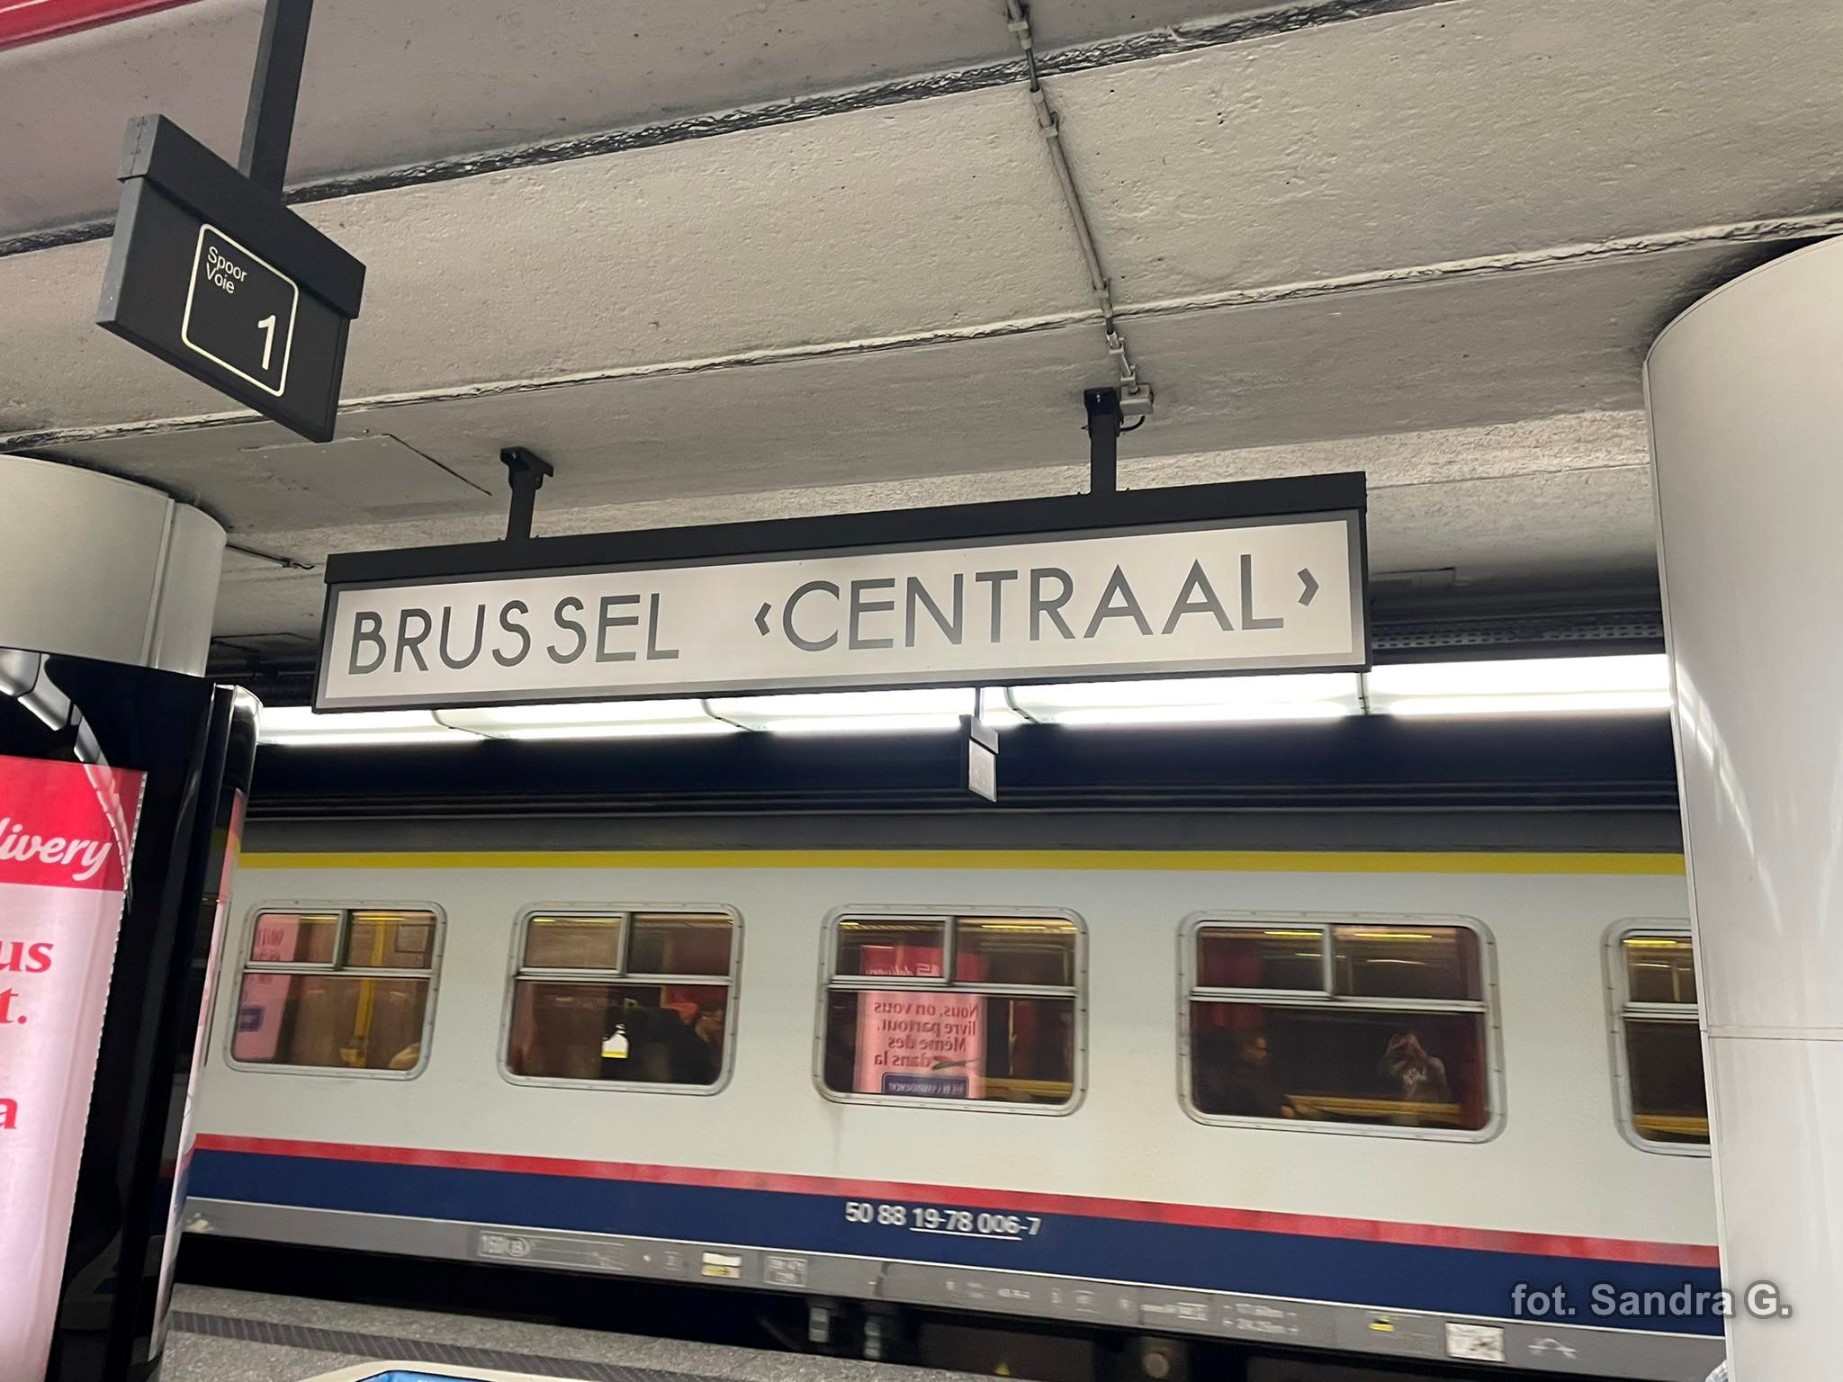 Spoor
Voie
1
BRUSSEL ‹CENTRAAL›
livery
us
t.
a
Nous, on vous
livre partout.
Même des
dans la
50 88 19-78 006-7
fot. Sandra G.